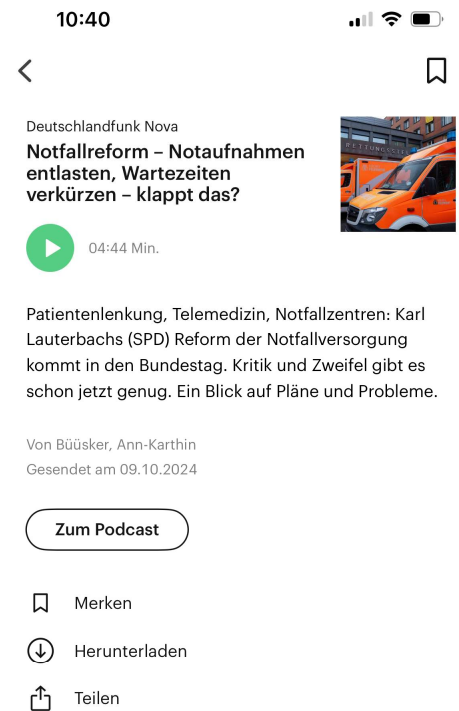 10:40
Deutschlandfunk Nova
Notfallreform – Notaufnahmen
entlasten, Wartezeiten
verkürzen – klappt das?
RETTUNGSSTE
04:44 Min.
Patientenlenkung, Telemedizin, Notfallzentren: Karl
Lauterbachs (SPD) Reform der Notfallversorgung
kommt in den Bundestag. Kritik und Zweifel gibt es
schon jetzt genug. Ein Blick auf Pläne und Probleme.
Von Büüsker, Ann-Karthin
Gesendet am 09.10.2024
Zum Podcast
Merken
Herunterladen
Teilen